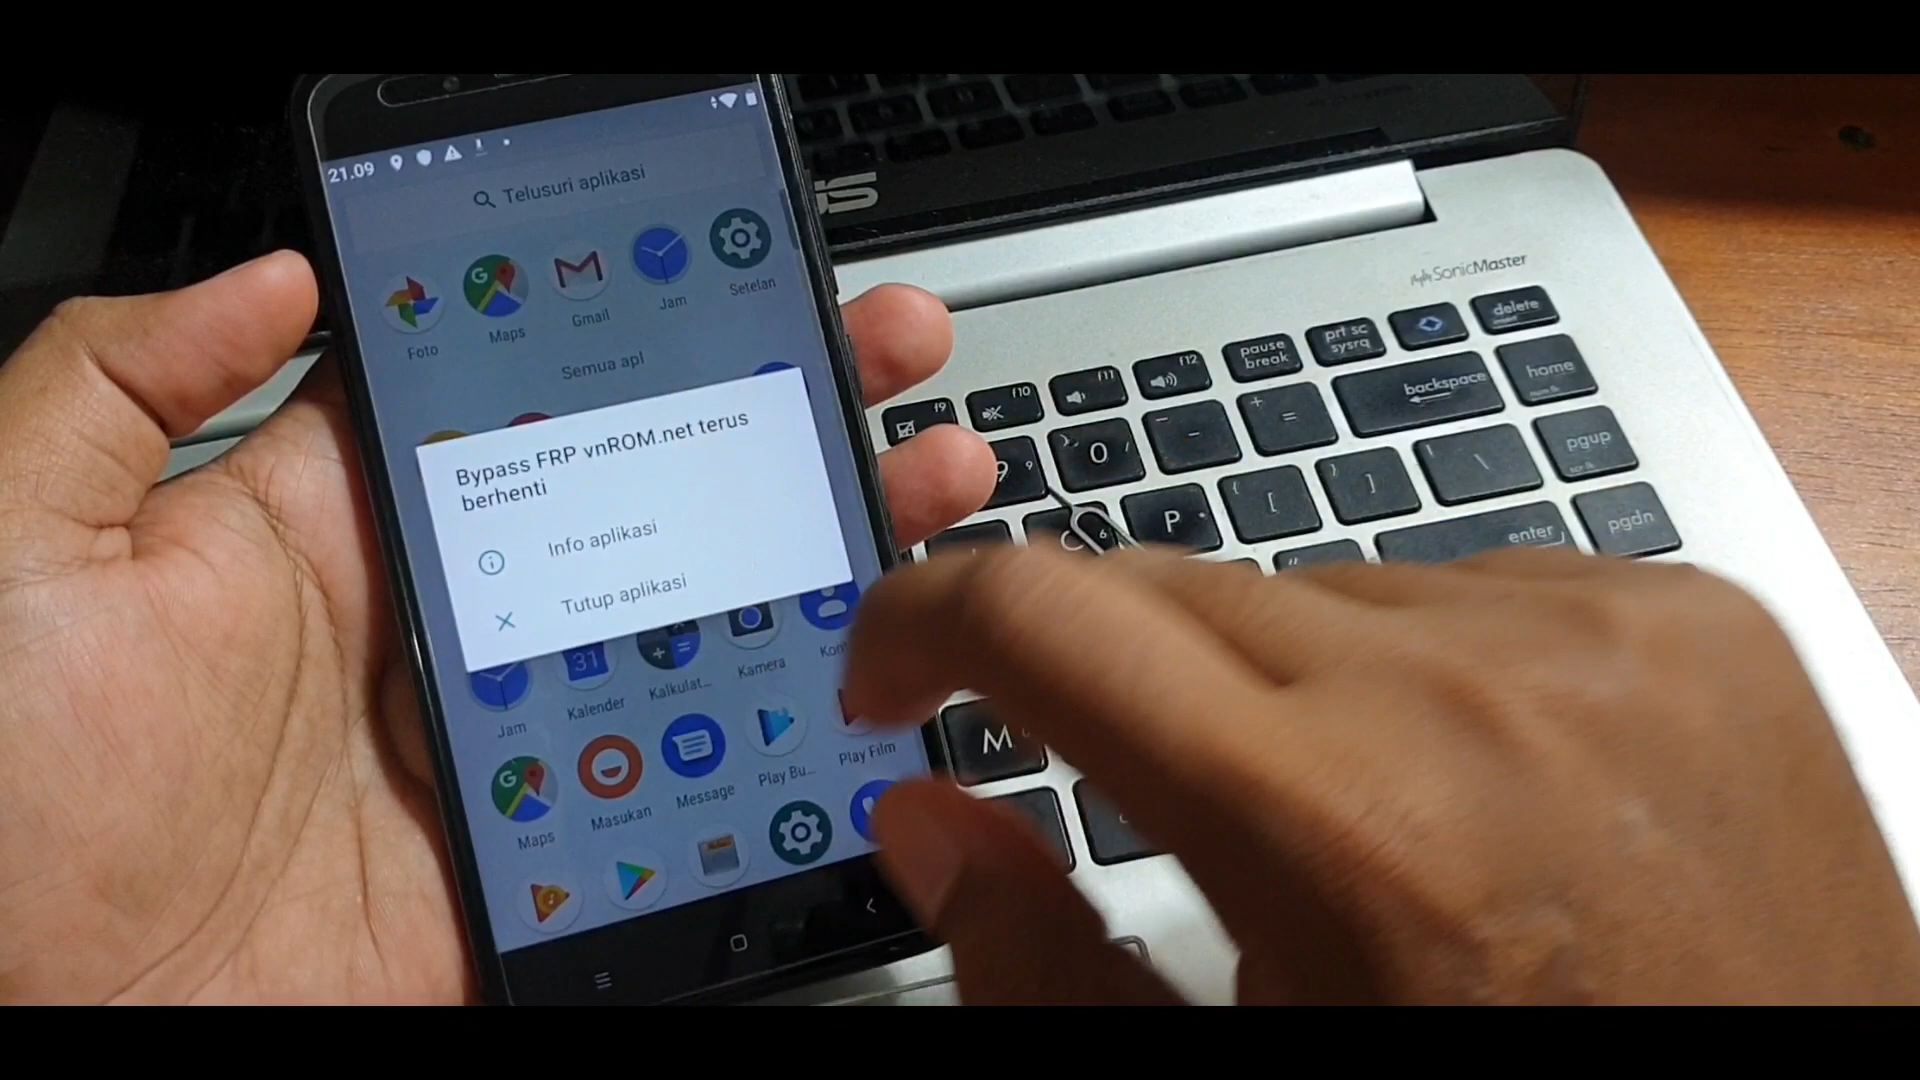 21.09
Telusuri aplikasi
Foto
Maps
Gmail
Jam
Setelan
Semua apl
Bypass FRP vnROM.net terus
berhenti
Info aplikasi
Tutup aplikasi
31
Jam
Kalender
Kalkulat...
Kamera
Kont
Maps
Masukan
Message
Play Bu...
Play Film
SonicMaster
f9
f10
f11
f12
pause
break
prt sc
sysrq
delete
home
backspace
pgup
pgdn
enter
9
0
-
=
P
[
]
\
M